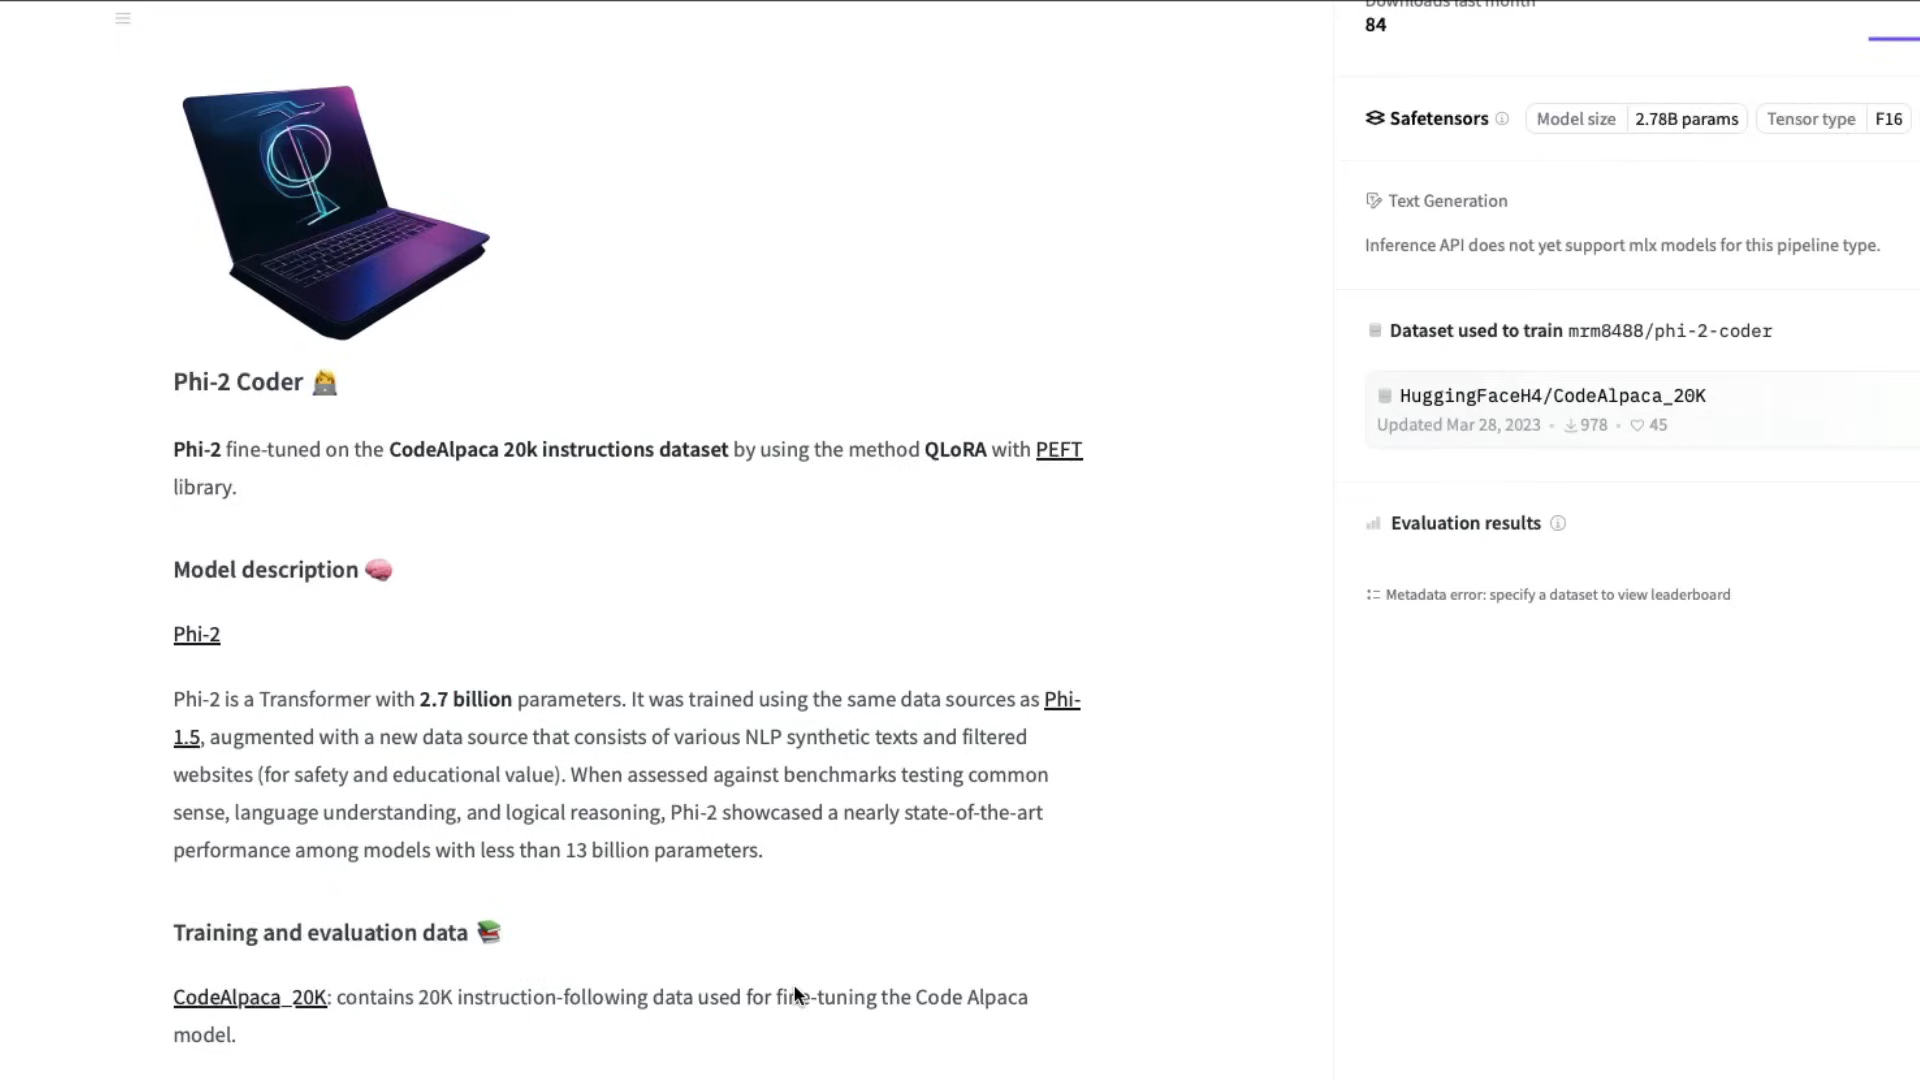 Downloads last month
84
Safetensors
Model size 2.78B params
Tensor type F16
Text Generation
Inference API does not yet support mlx models for this pipeline type.
Dataset used to train mrm8488/phi-2-coder
HuggingFaceH4/CodeAlpaca_20K
Updated Mar 28, 2023 • 978 • 45
Evaluation results
Metadata error: specify a dataset to view leaderboard
Phi-2 Coder
Phi-2 fine-tuned on the CodeAlpaca 20k instructions dataset by using the method QLoRA with PEFT
library.
Model description
Phi-2
Phi-2 is a Transformer with 2.7 billion parameters. It was trained using the same data sources as Phi-
1.5, augmented with a new data source that consists of various NLP synthetic texts and filtered
websites (for safety and educational value). When assessed against benchmarks testing common
sense, language understanding, and logical reasoning, Phi-2 showcased a nearly state-of-the-art
performance among models with less than 13 billion parameters.
Training and evaluation data
CodeAlpaca_20K: contains 20K instruction-following data used for fine-tuning the Code Alpaca
model.